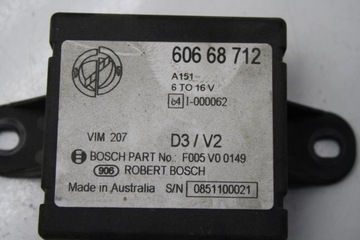 606 68 712
A151
6 TO 16 V
e4 I-000062
VIM 207 D3 / V2
BOSCH PART No. F005 V0 0149
906 ROBERT BOSCH
Made in Australia S/N 0851100021